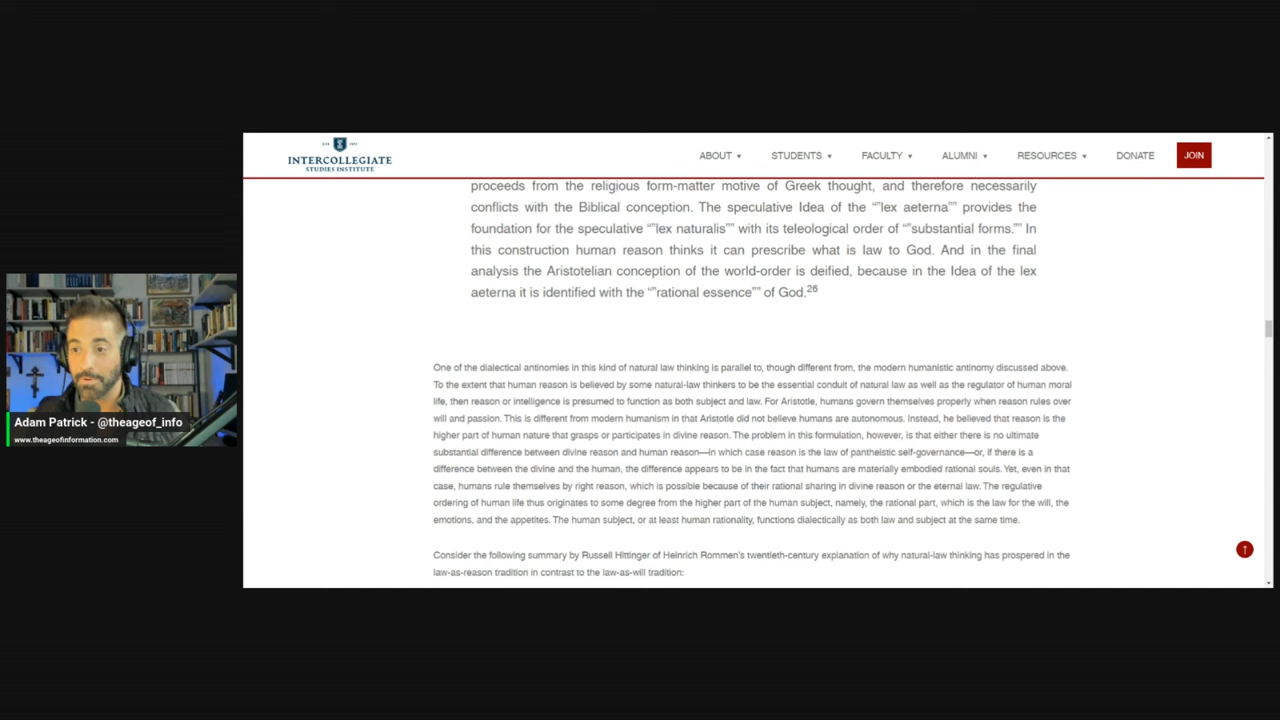 INTERCOLLEGIATE
STUDIES INSTITUTE
ABOUT ▾ STUDENTS ▾ FACULTY ▾ ALUMNI ▾ RESOURCES ▾ DONATE JOIN
proceeds from the religious form-matter motive of Greek thought, and therefore necessarily
conflicts with the Biblical conception. The speculative Idea of the “”lex aeterna”” provides the
foundation for the speculative “”lex naturalis”” with its teleological order of “”substantial forms.”” In
this construction human reason thinks it can prescribe what is law to God. And in the final
analysis the Aristotelian conception of the world-order is deified, because in the Idea of the lex
aeterna it is identified with the “”rational essence”” of God.26
One of the dialectical antinomies in this kind of natural law thinking is parallel to, though different from, the modern humanistic antinomy discussed above.
To the extent that human reason is believed by some natural-law thinkers to be the essential conduit of natural law as well as the regulator of human moral
life, then reason or intelligence is presumed to function as both subject and law. For Aristotle, humans govern themselves properly when reason rules over
will and passion. This is different from modern humanism in that Aristotle did not believe humans are autonomous. Instead, he believed that reason is the
higher part of human nature that grasps or participates in divine reason. The problem in this formulation, however, is that either there is no ultimate
substantial difference between divine reason and human reason—in which case reason is the law of pantheistic self-governance—or, if there is a
difference between the divine and the human, the difference appears to be in the fact that humans are materially embodied rational souls. Yet, even in that
case, humans rule themselves by right reason, which is possible because of their rational sharing in divine reason or the eternal law. The regulative
ordering of human life thus originates to some degree from the higher part of the human subject, namely, the rational part, which is the law for the will, the
emotions, and the appetites. The human subject, or at least human rationality, functions dialectically as both law and subject at the same time.
Consider the following summary by Russell Hittinger of Heinrich Rommen's twentieth-century explanation of why natural-law thinking has prospered in the
law-as-reason tradition in contrast to the law-as-will tradition:
Adam Patrick - @theageof_info
www.theageofinformation.com